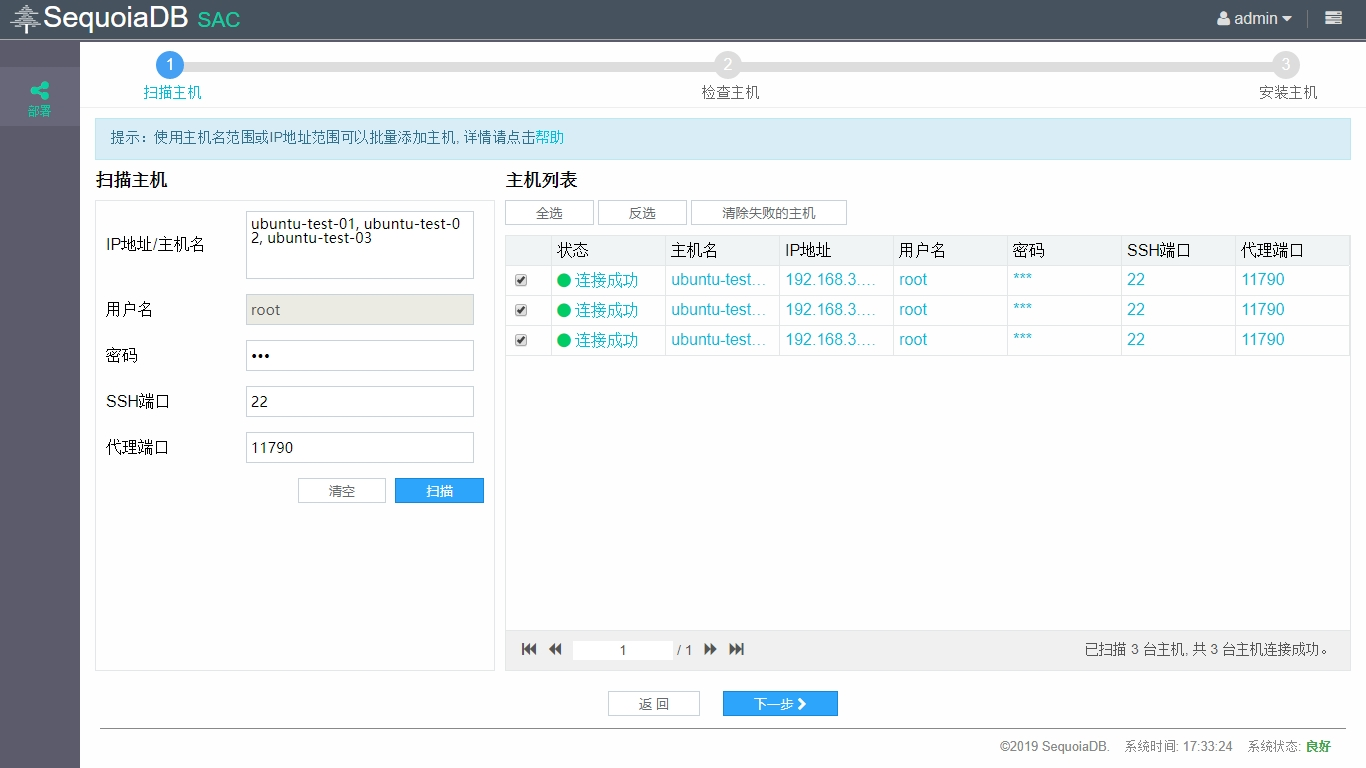 SequoiaDB SAC
admin
部署
1
2
3
扫描主机
检查主机
安装主机
提示：使用主机名范围或IP地址范围可以批量添加主机, 详情请点击帮助
扫描主机
IP地址/主机名
ubuntu-test-01, ubuntu-test-0
2, ubuntu-test-03
用户名
root
密码
•••
SSH端口
22
代理端口
11790
清空
扫描
主机列表
全选
反选
清除失败的主机
状态 主机名 IP地址 用户名 密码 SSH端口 代理端口
连接成功 ubuntu-test… 192.168.3.… root *** 22 11790
连接成功 ubuntu-test… 192.168.3.… root *** 22 11790
连接成功 ubuntu-test… 192.168.3.… root *** 22 11790
1 / 1
已扫描 3 台主机, 共 3 台主机连接成功。
返 回
下一步
©2019 SequoiaDB. 系统时间: 17:33:24 系统状态: 良好